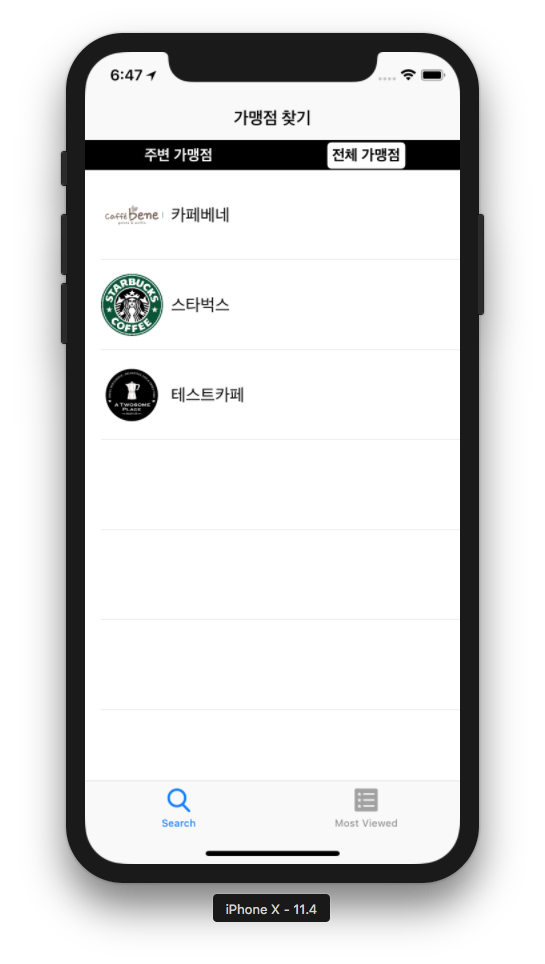 6:47
가맹점 찾기
주변 가맹점
전체 가맹점
Caffé bene
카페베네
STARBUCKS
COFFEE
스타벅스
A TWOSOME
PLACE
테스트카페
Search
Most Viewed
iPhone X - 11.4